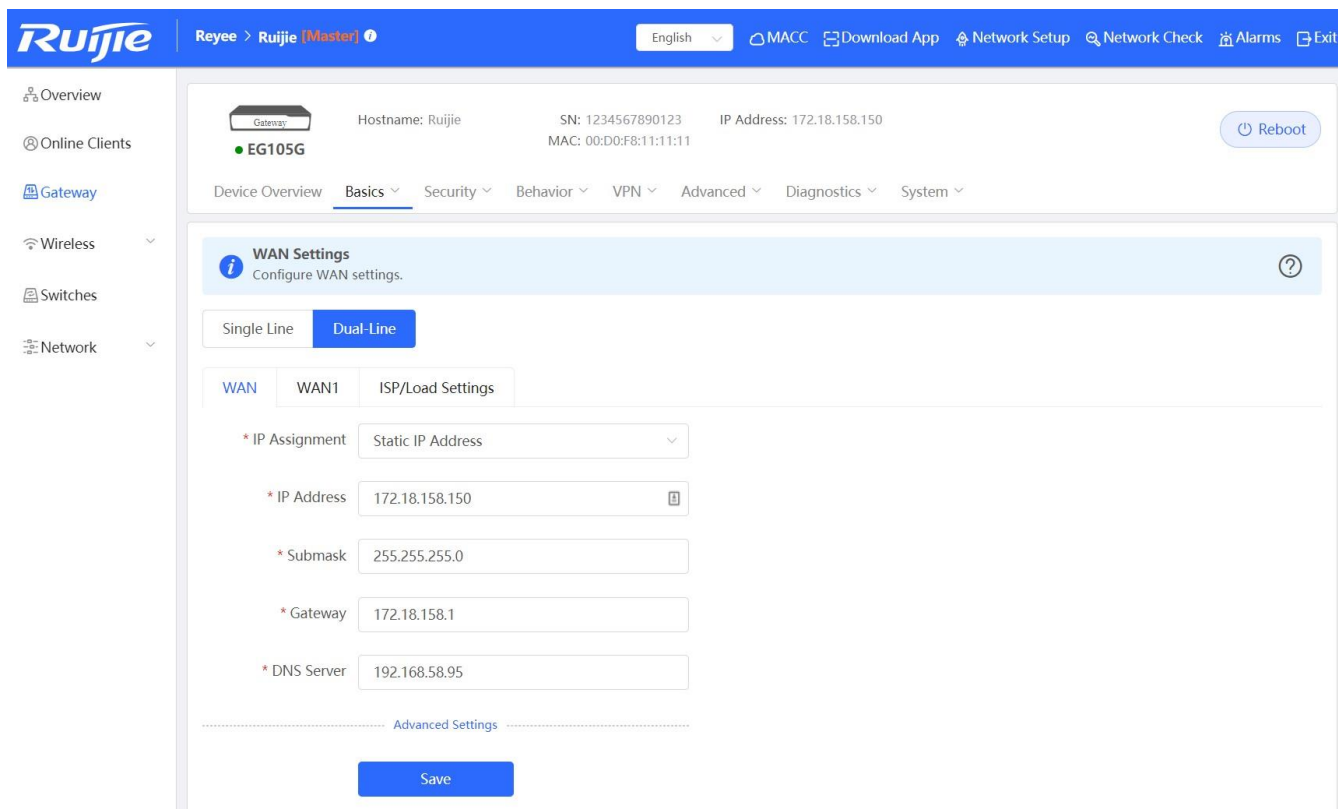 Ruijie
Reyee > Ruijie [Master]
English
MACC
Download App
Network Setup
Network Check
Alarms
Exit
Overview
Online Clients
Gateway
Wireless
Switches
Network
Gateway
EG105G
Hostname: Ruijie
SN: 1234567890123
IP Address: 172.18.158.150
MAC: 00:D0:F8:11:11:11
Reboot
Device Overview
Basics
Security
Behavior
VPN
Advanced
Diagnostics
System
WAN Settings
Configure WAN settings.
Single Line
Dual-Line
WAN
WAN1
ISP/Load Settings
* IP Assignment
Static IP Address
* IP Address
172.18.158.150
* Submask
255.255.255.0
* Gateway
172.18.158.1
* DNS Server
192.168.58.95
Advanced Settings
Save